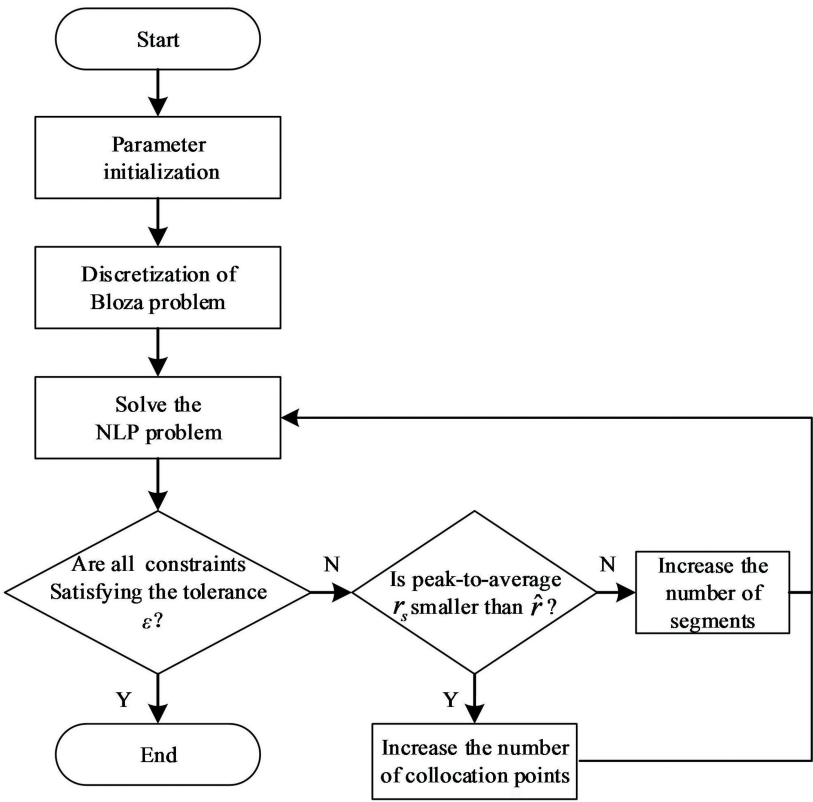 Start
Parameter
initialization
Discretization of
Bloza problem
Solve the
NLP problem
Are all constraints
Satisfying the tolerance
ε?
N
Is peak-to-average
r_s smaller than r̂ ?
N
Increase the
number of
segments
Y
End
Y
Increase the number
of collocation points